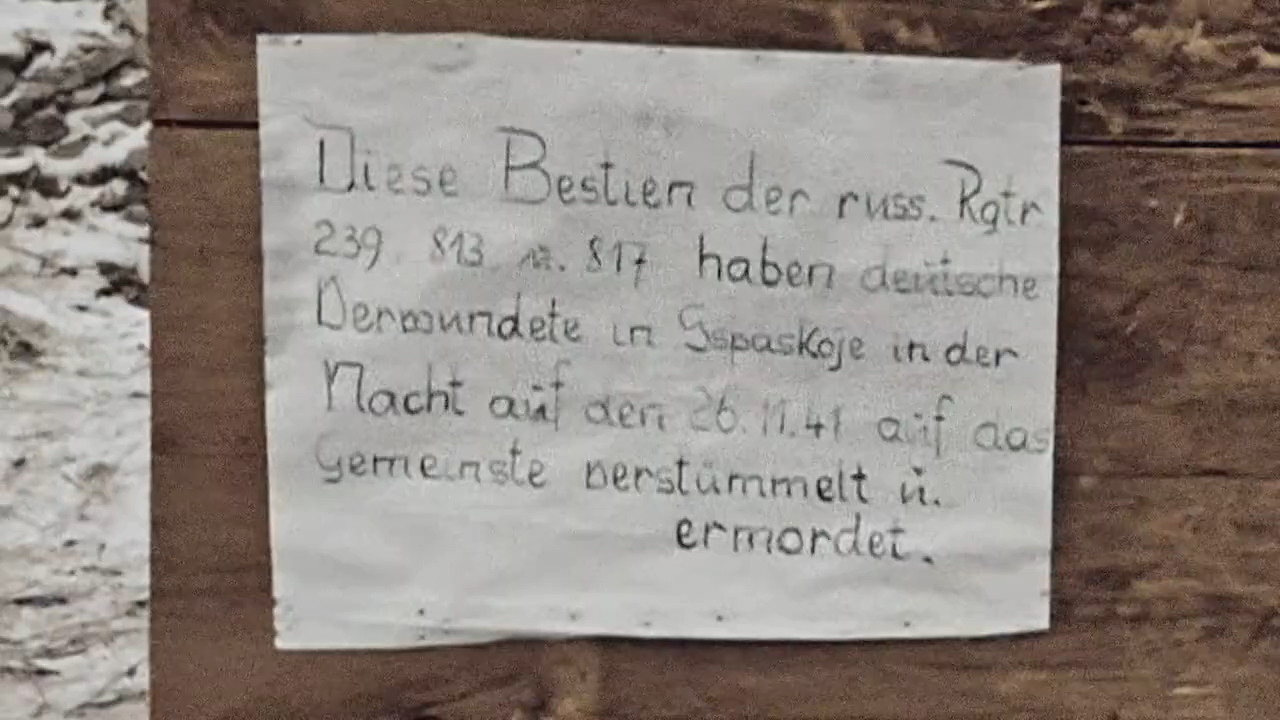 Diese Bestien der russ. Rgtr
239. 813 u. 817 haben deutsche
Verwundete in Spaskoje in der
Nacht auf den 26.11.41 auf das
gemeinste verstümmelt u.
ermordet.